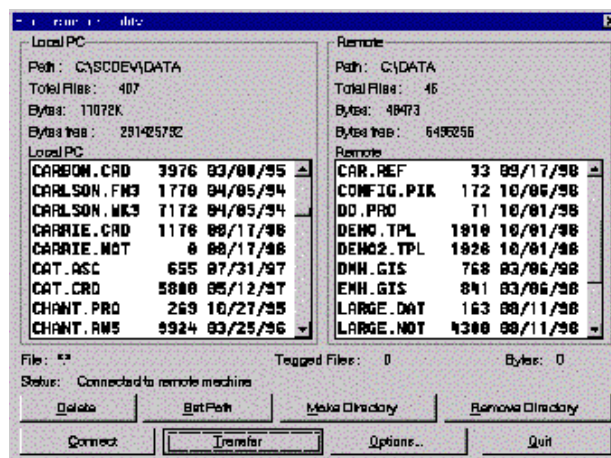 Local PC
Path: C:\SCDEV\DATA
Total Files: 407
Bytes: 11072K
Bytes free: 291425792
Local PC
CARBON.CRD 3976 03/00/95
CARLSON.FM3 1770 04/05/94
CARLSON.WK3 7172 04/05/94
CARRIE.CRD 1176 09/17/98
CARRIE.NOT 0 09/17/98
CAT.ASC 655 07/31/97
CAT.CRD 5800 05/12/97
CHANT.PRO 269 10/27/95
CHANT.AWS 9924 03/25/96
Remote
Path: C:\DATA
Total Files: 46
Bytes: 48473
Bytes free: 6496256
Remote
CAR.REF 33 09/17/98
CONFIG.PIK 172 10/06/98
DD.PRO 71 10/01/98
DEMO.TPL 1010 10/01/98
DEMO2.TPL 1026 10/01/98
DMH.GIS 768 03/06/98
EMH.GIS 841 03/06/98
LARGE.DAT 163 08/11/98
LARGE.NOT 4300 08/11/98
File: *.* Tagged Files: 0 Bytes: 0
Status: Connected to remote machine
Delete Set Path Make Directory Remove Directory
Connect Transfer Options... Quit